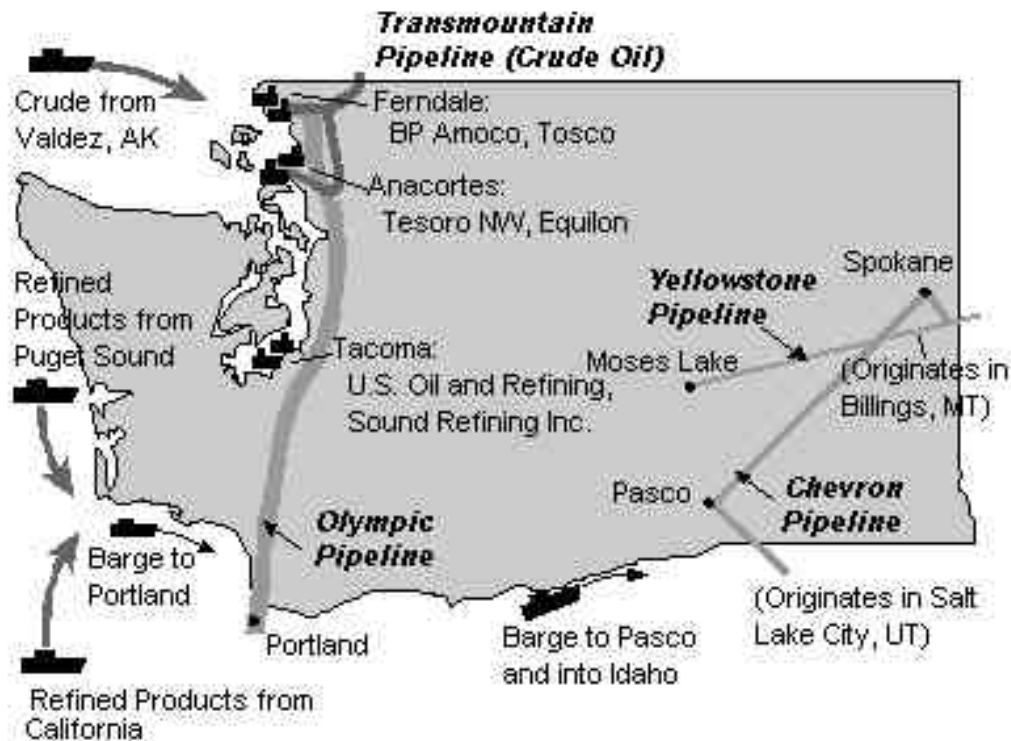 Transmountain
Pipeline (Crude Oil)
Crude from
Valdez, AK
Ferndale:
BP Amoco, Tosco
Anacortes:
Tesoro NW, Equilon
Refined
Products from
Puget Sound
Yellowstone
Pipeline
Spokane
Moses Lake
(Originates in
Billings, MT)
Tacoma:
U.S. Oil and Refining,
Sound Refining Inc.
Pasco
Chevron
Pipeline
Olympic
Pipeline
Barge to
Portland
(Originates in Salt
Lake City, UT)
Portland
Barge to Pasco
and into Idaho
Refined Products from
California